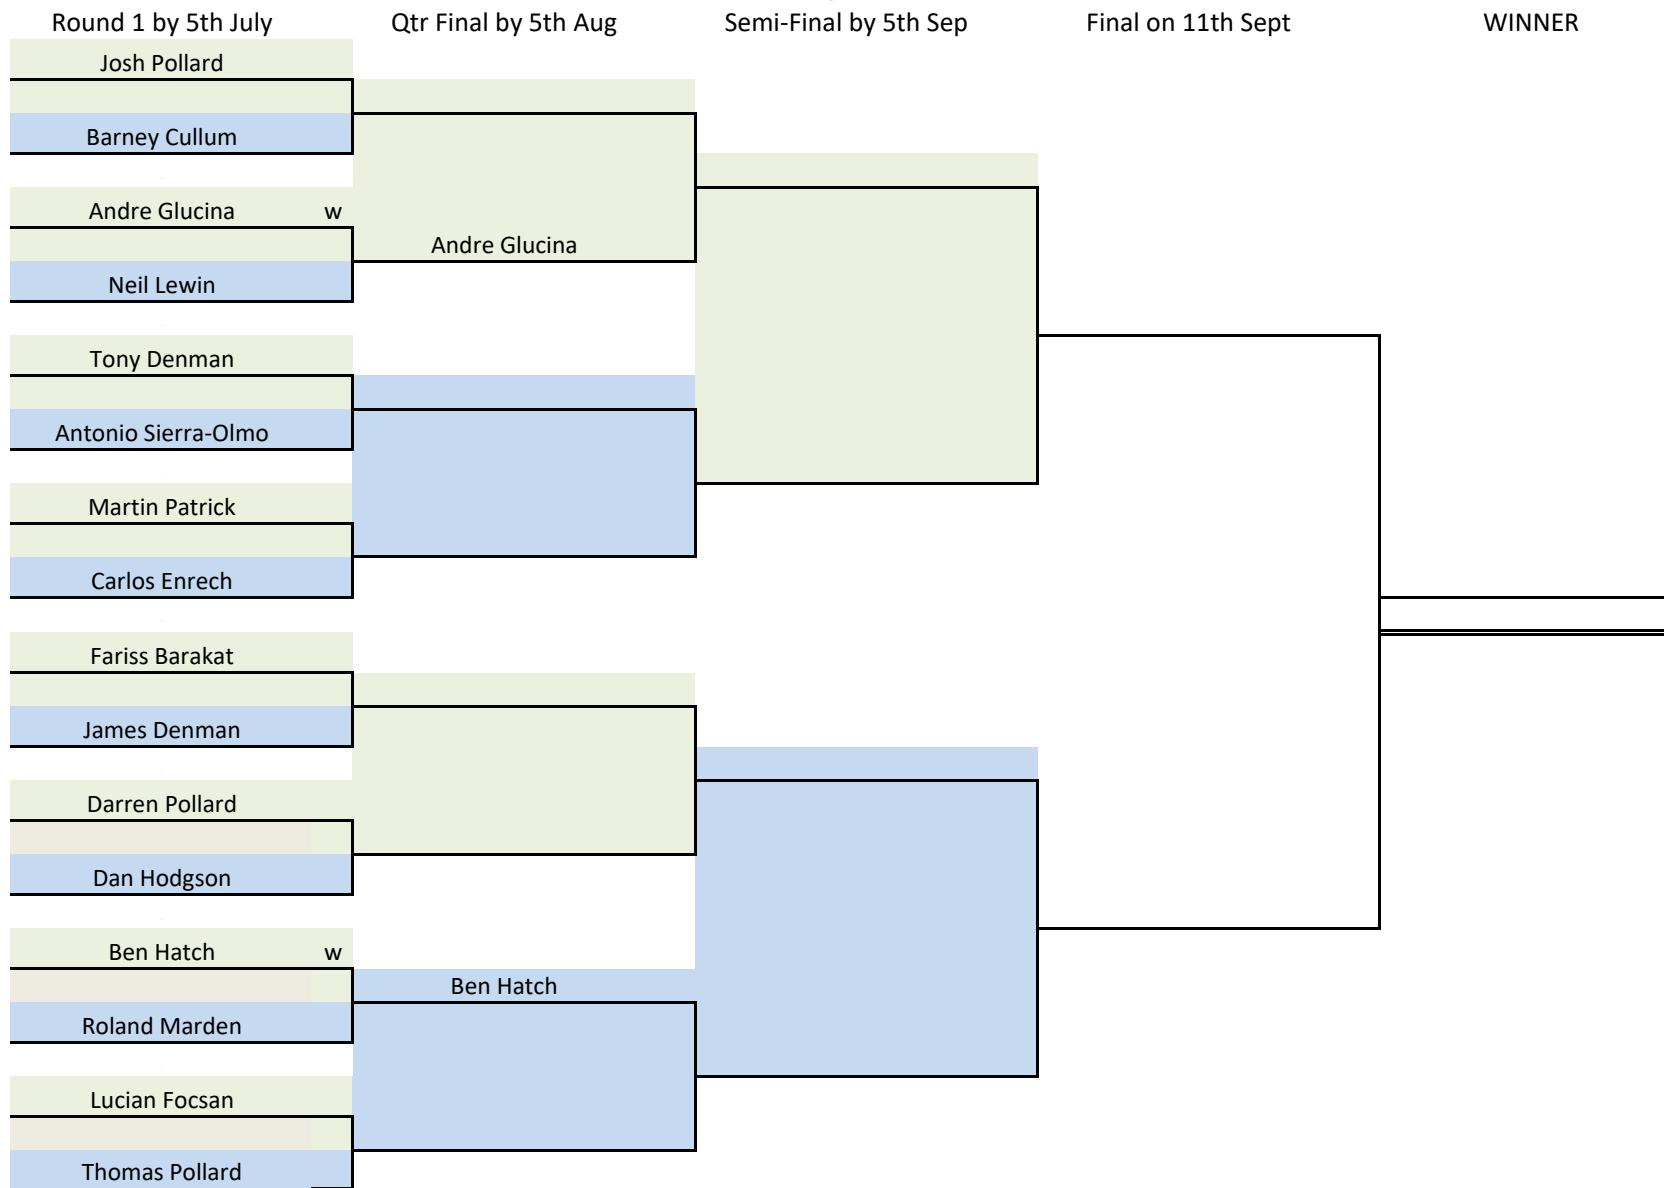 Round 1 by 5th July Qtr Final by 5th Aug Semi-Final by 5th Sep Final on 11th Sept WINNER
Josh Pollard
Barney Cullum
Andre Glucina w
Andre Glucina
Neil Lewin
Tony Denman
Antonio Sierra-Olmo
Martin Patrick
Carlos Enrech
Fariss Barakat
James Denman
Darren Pollard
Dan Hodgson
Ben Hatch w
Ben Hatch
Roland Marden
Lucian Focsan
Thomas Pollard